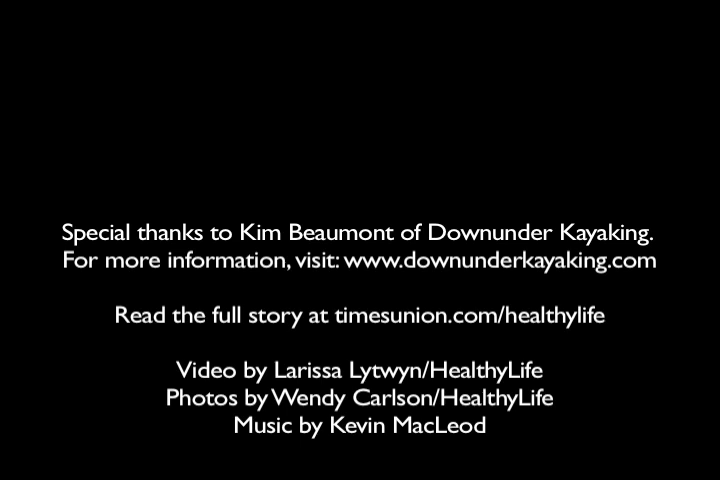 Special thanks to Kim Beaumont of Downunder Kayaking.
For more information, visit: www.downunderkayaking.com
Read the full story at timesunion.com/healthylife
Video by Larissa Lytwyn/HealthyLife
Photos by Wendy Carlson/HealthyLife
Music by Kevin MacLeod